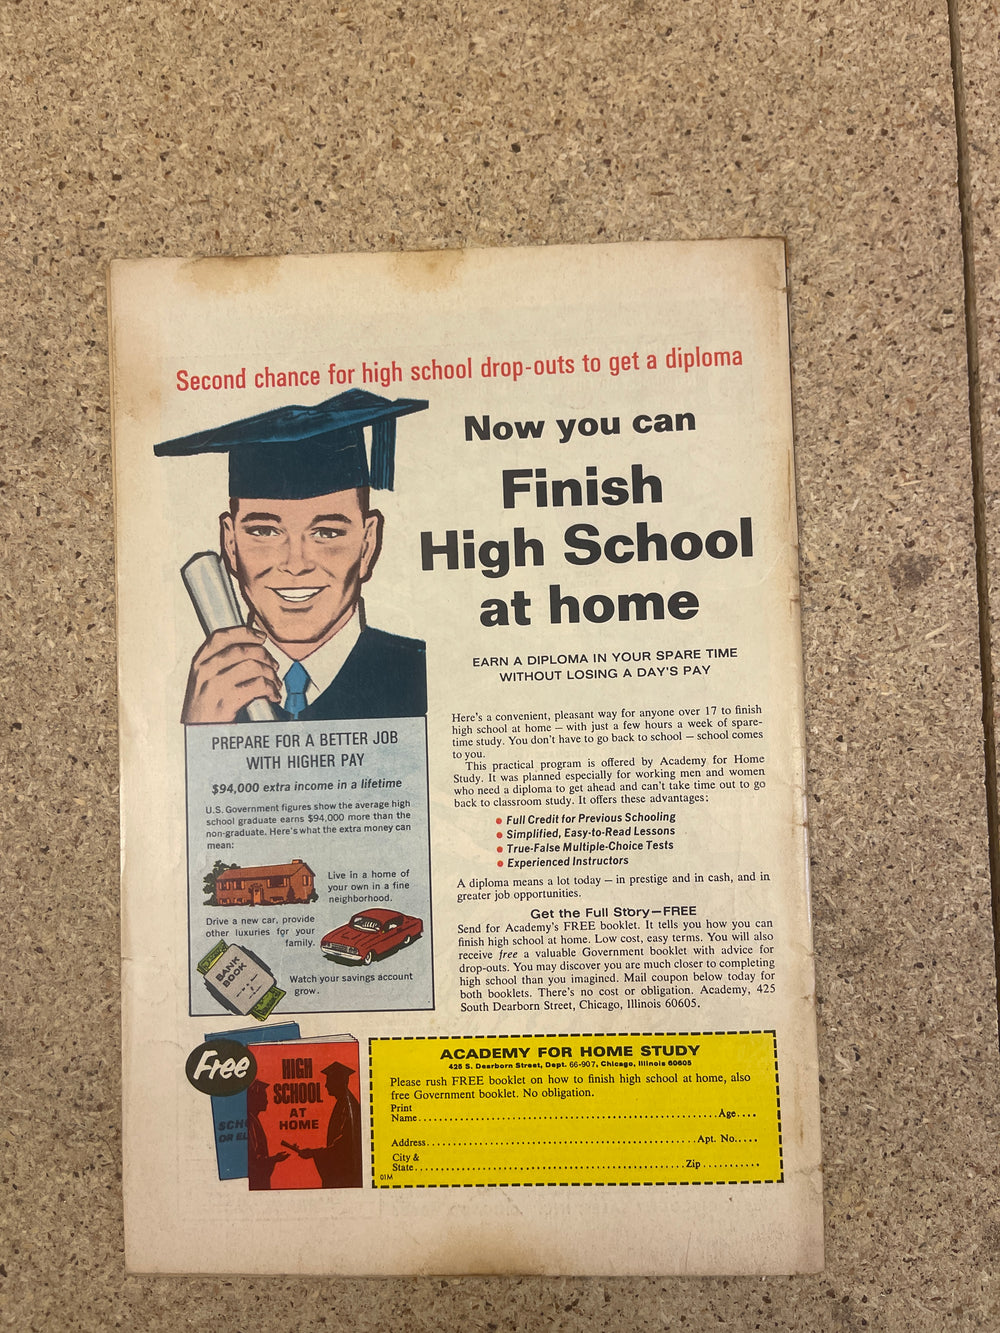 Second chance for high school drop-outs to get a diploma
Now you can
Finish
High School
at home
EARN A DIPLOMA IN YOUR SPARE TIME
WITHOUT LOSING A DAY'S PAY
Here's a convenient, pleasant way for anyone over 17 to finish
high school at home — with just a few hours a week of spare-
time study. You don't have to go back to school — school comes
to you.
This practical program is offered by Academy for Home
Study. It was planned especially for working men and women
who need a diploma to get ahead and can't take time out to go
back to classroom study. It offers these advantages:
• Full Credit for Previous Schooling
• Simplified, Easy-to-Read Lessons
• True-False Multiple-Choice Tests
• Experienced Instructors
A diploma means a lot today — in prestige and in cash, and in
greater job opportunities.
Get the Full Story—FREE
Send for Academy's FREE booklet. It tells you how you can
finish high school at home. Low cost, easy terms. You will also
receive free a valuable Government booklet with advice for
drop-outs. You may discover you are much closer to completing
high school than you imagined. Mail coupon below today for
both booklets. There's no cost or obligation. Academy, 425
South Dearborn Street, Chicago, Illinois 60605.
PREPARE FOR A BETTER JOB
WITH HIGHER PAY
$94,000 extra income in a lifetime
U.S. Government figures show the average high
school graduate earns $94,000 more than the
non-graduate. Here's what the extra money can
mean:
Live in a home of
your own in a fine
neighborhood.
Drive a new car, provide
other luxuries for your
family.
BANK
BOOK
Watch your savings account
grow.
Free
SCH
OR EL
HIGH
SCHOOL
AT
HOME
ACADEMY FOR HOME STUDY
425 S. Dearborn Street, Dept. 66-907, Chicago, Illinois 60605
Please rush FREE booklet on how to finish high school at home, also
free Government booklet. No obligation.
Print
Name........Age....
Address........Apt. No.....
City &
State........Zip...........
01M